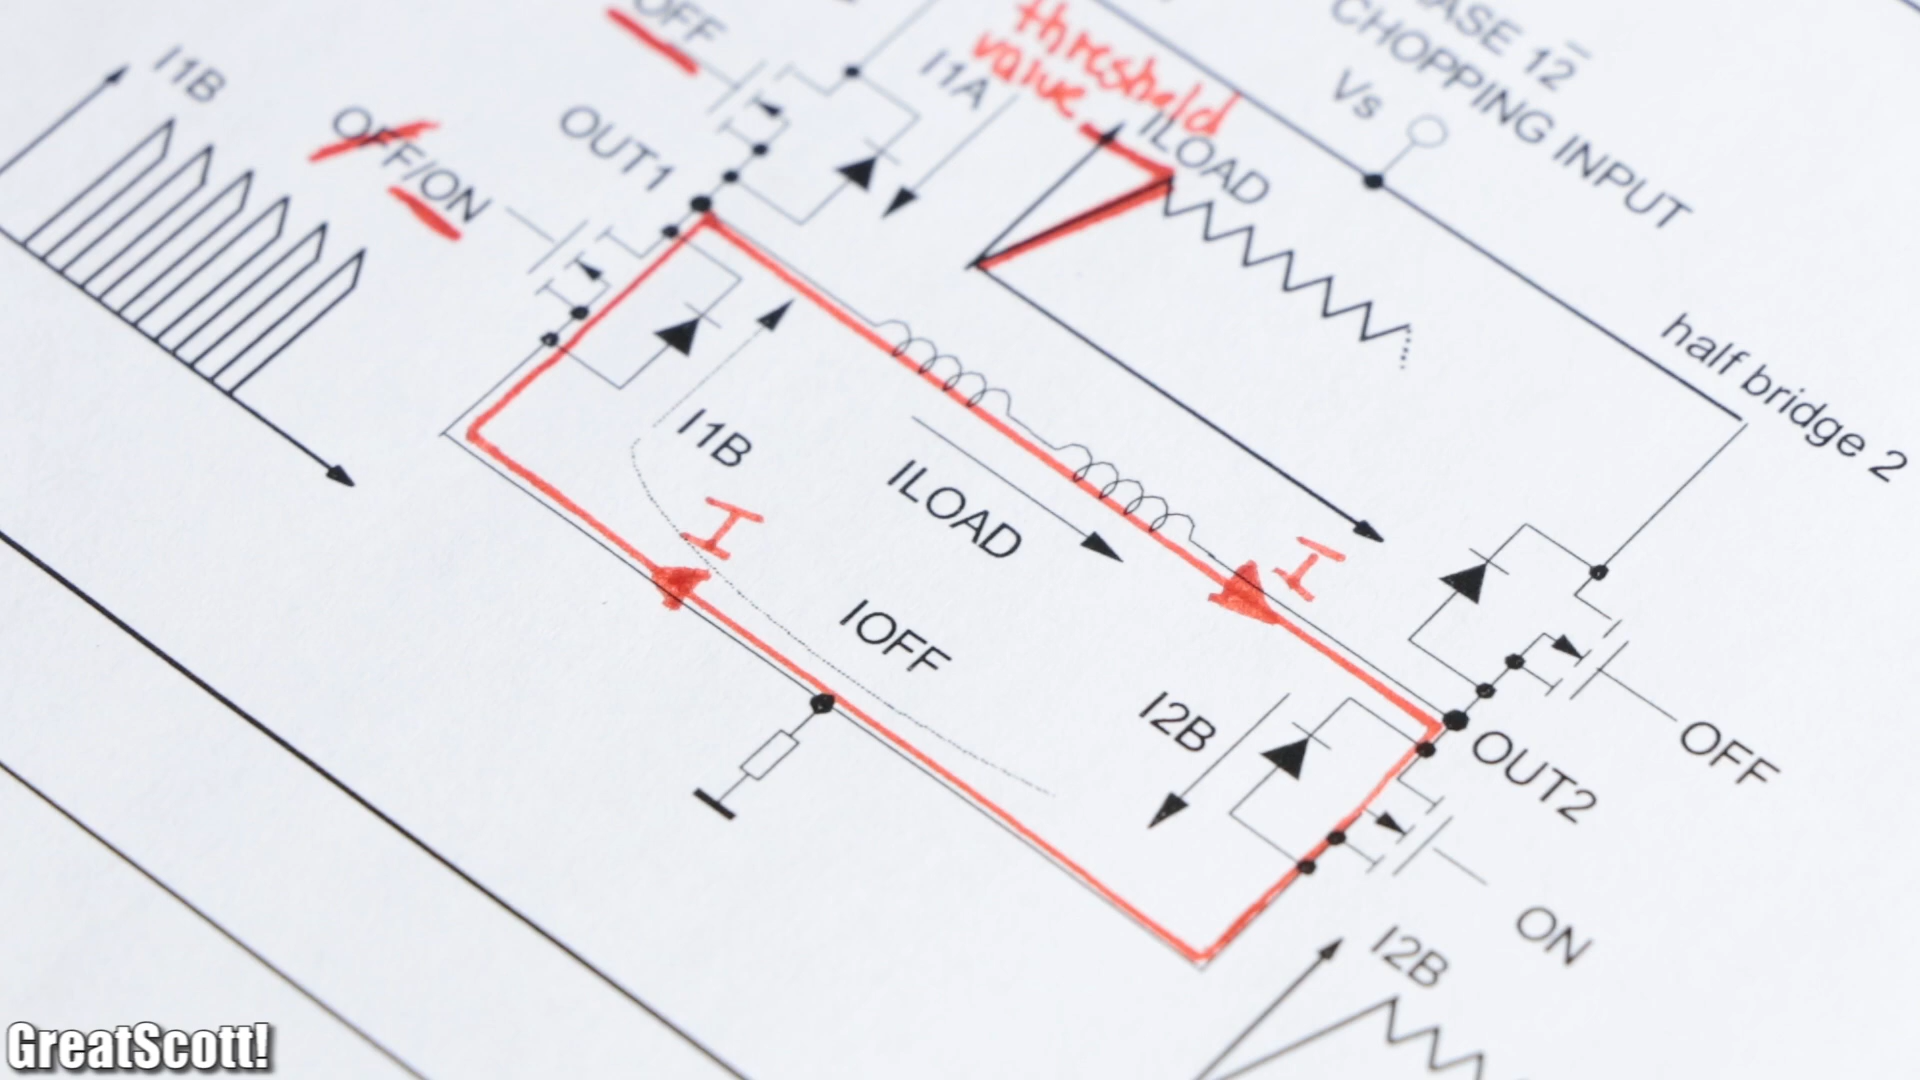 OFF
ASE 12̅
CHOPPING INPUT
threshold
value
I1B
OFF/ON
OUT1
I1A
ILOAD
Vs
half bridge 2
I1B
ILOAD
I
I
IOFF
I2B
OUT2
OFF
ON
I2B
GreatScott!